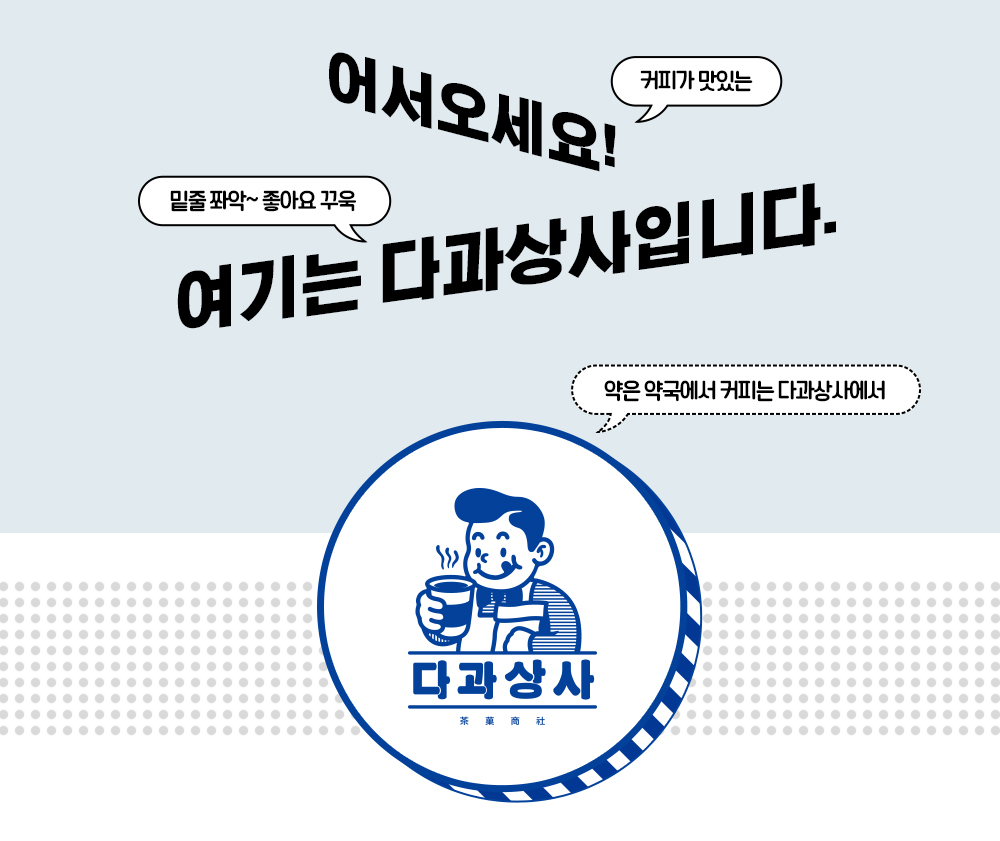 어서오세요!
커피가 맛있는
밑줄 쫘악~ 좋아요 꾸욱
여기는 다과상사입니다.
약은 약국에서 커피는 다과상사에서
다과상사
茶菓商社